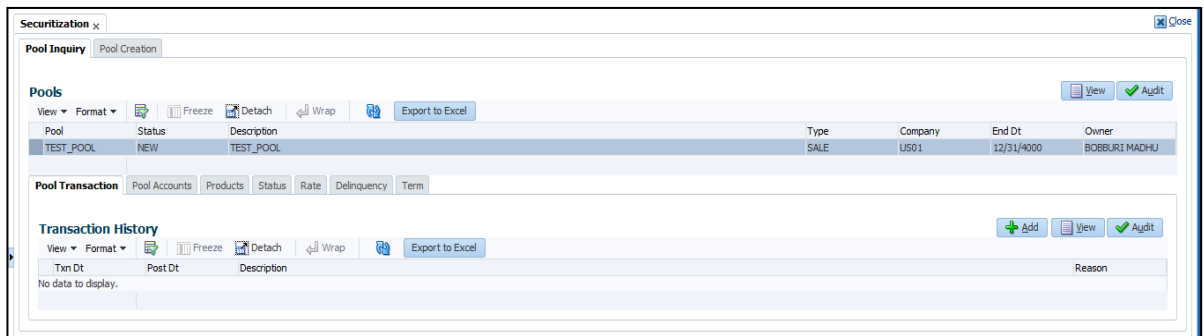 Securitization × Close
Pool Inquiry Pool Creation
Pools View Audit
View Format Freeze Detach Wrap Export to Excel
Pool Status Description Type Company End Dt Owner
TEST_POOL NEW TEST_POOL SALE US01 12/31/4000 BOBBURI MADHU
Pool Transaction Pool Accounts Products Status Rate Delinquency Term
Transaction History Add View Audit
View Format Freeze Detach Wrap Export to Excel
Txn Dt Post Dt Description Reason
No data to display.